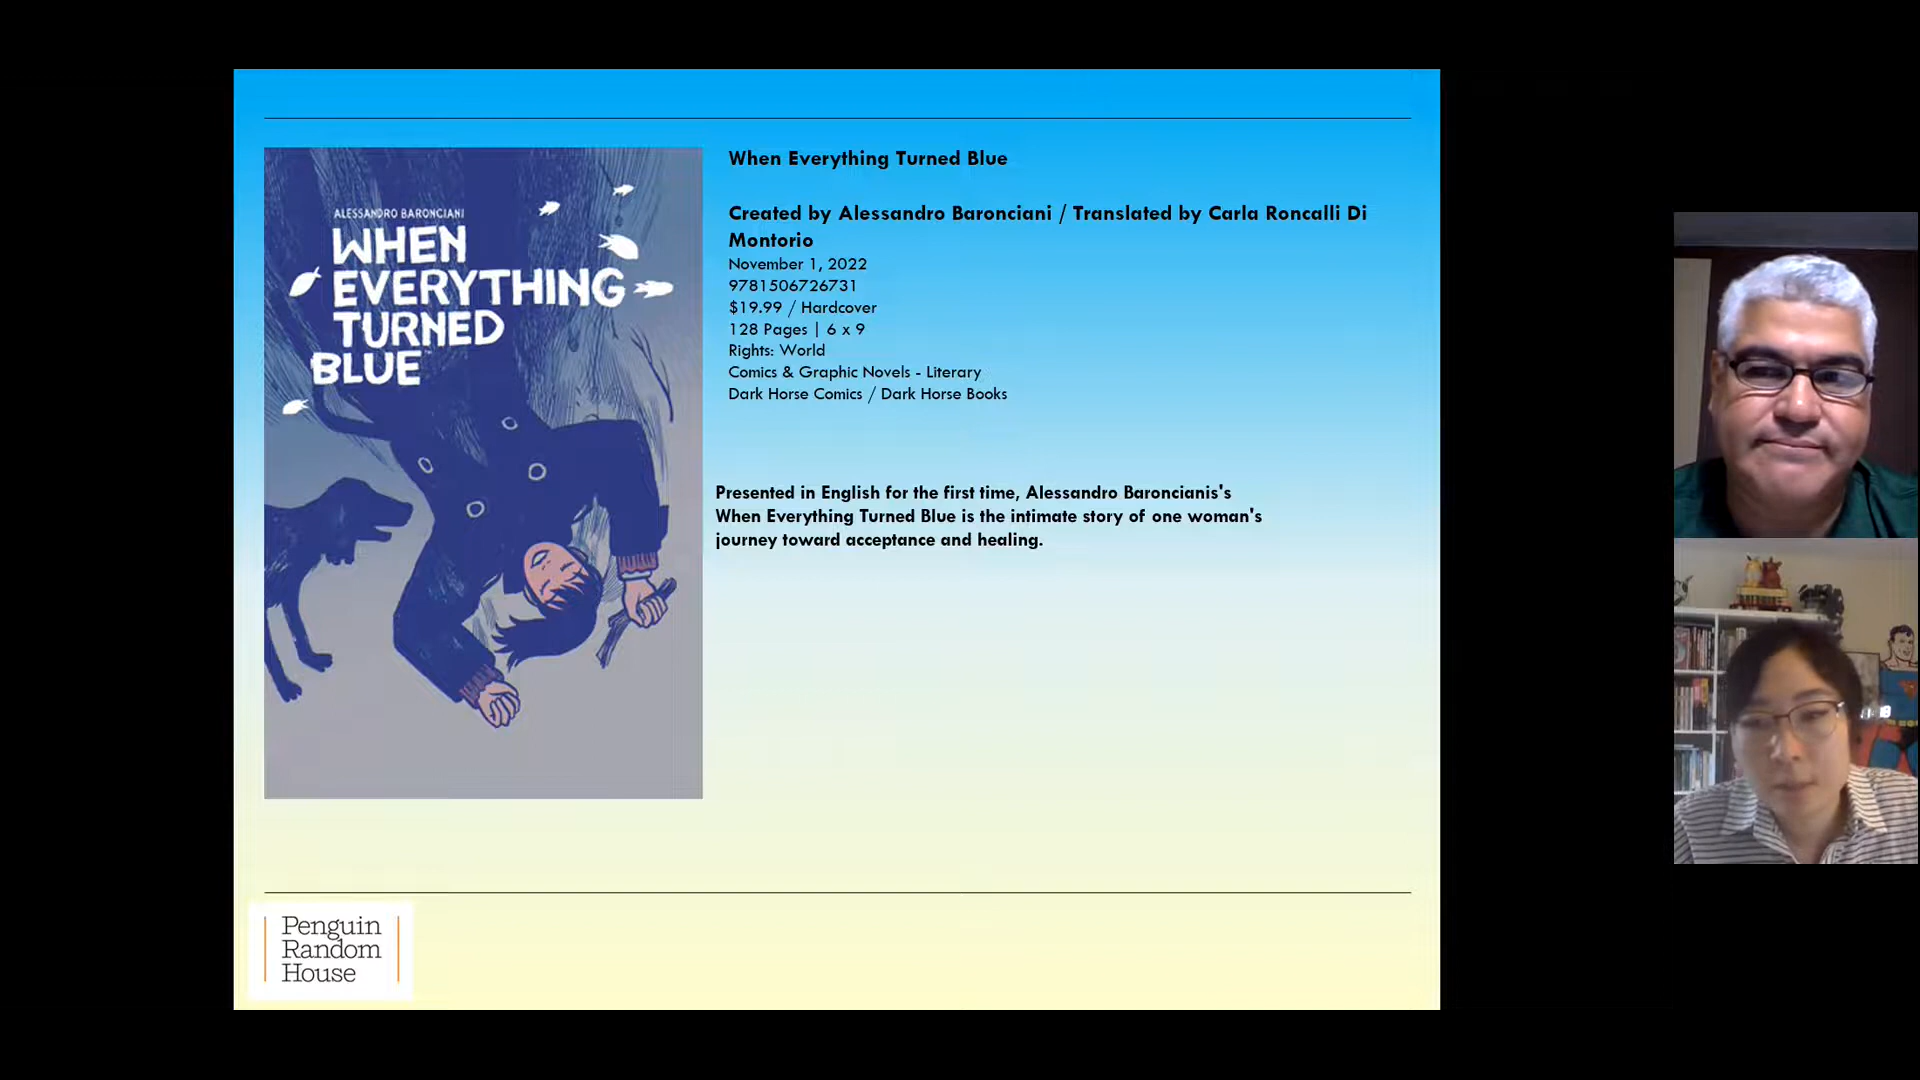 ALESSANDRO BARONCIANI
WHEN
EVERYTHING
TURNED
BLUE
When Everything Turned Blue
Created by Alessandro Baronciani / Translated by Carla Roncalli Di
Montorio
November 1, 2022
9781506726731
$19.99 / Hardcover
128 Pages | 6 x 9
Rights: World
Comics & Graphic Novels - Literary
Dark Horse Comics / Dark Horse Books
Presented in English for the first time, Alessandro Baroncianis's
When Everything Turned Blue is the intimate story of one woman's
journey toward acceptance and healing.
Penguin
Random
House